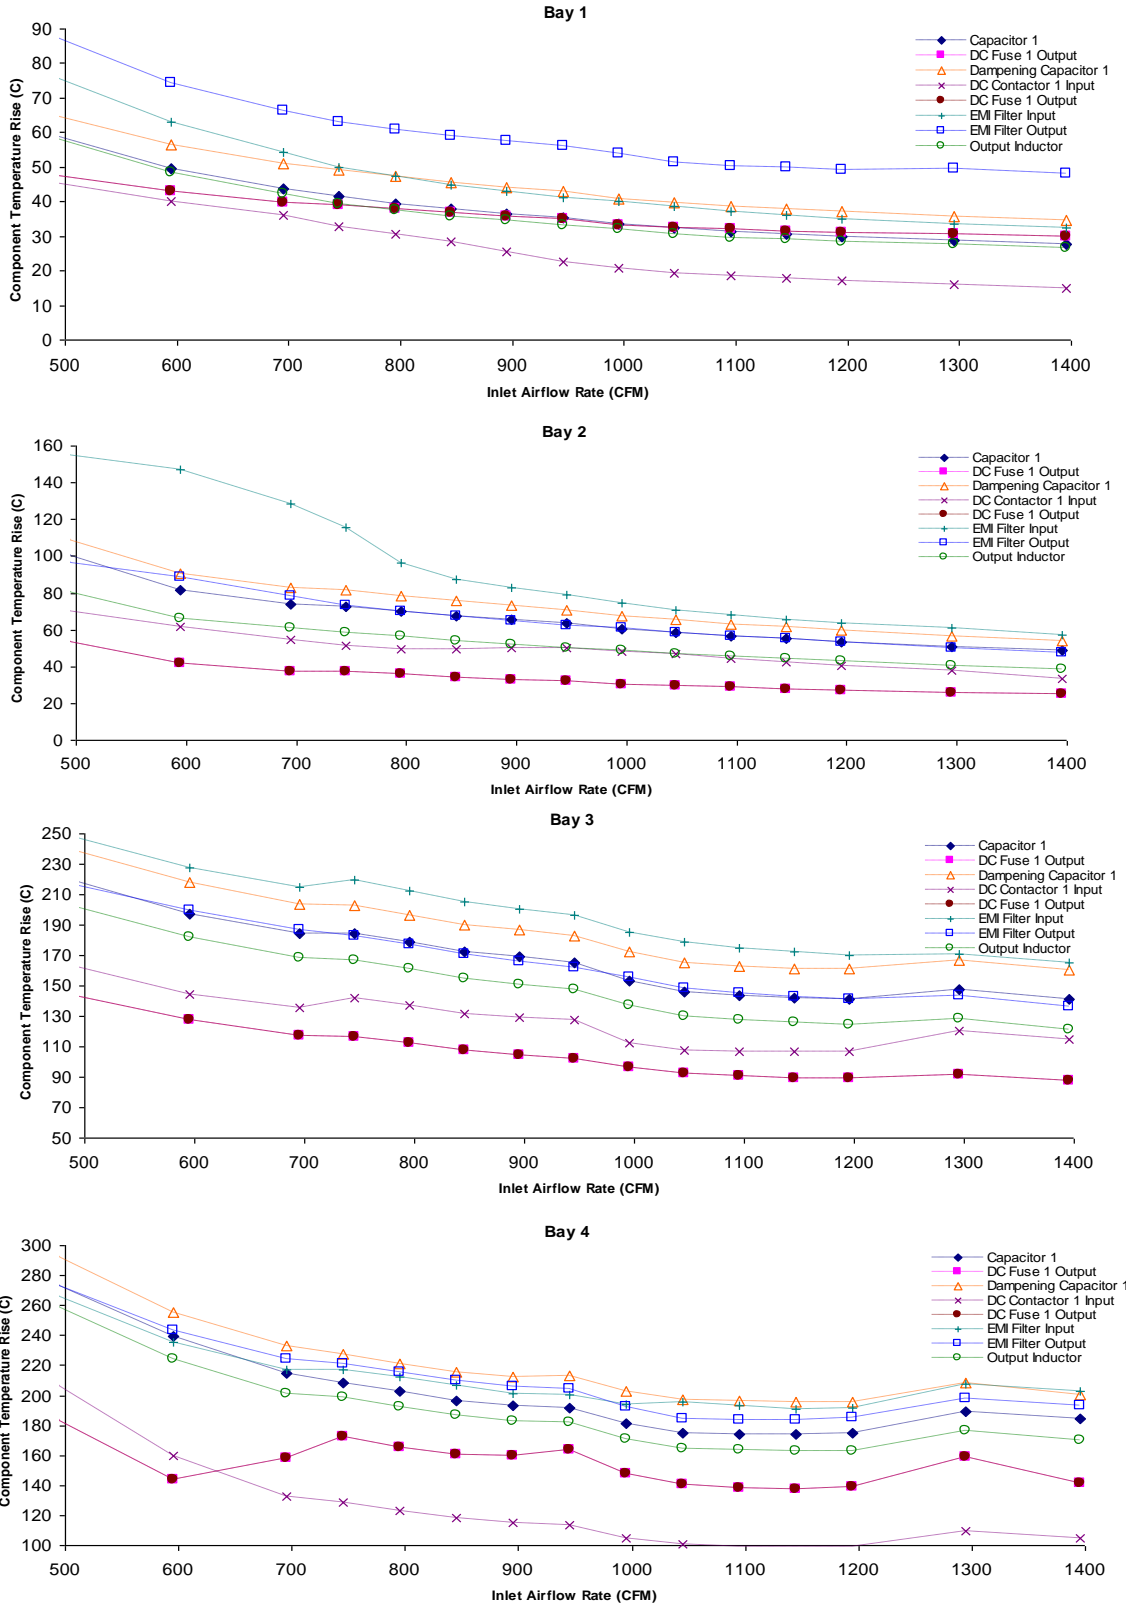 Bay 1
Component Temperature Rise (C)
90
80
70
60
50
40
30
20
10
0
Capacitor 1
DC Fuse 1 Output
Dampening Capacitor 1
DC Contactor 1 Input
DC Fuse 1 Output
EMI Filter Input
EMI Filter Output
Output Inductor
500 600 700 800 900 1000 1100 1200 1300 1400
Inlet Airflow Rate (CFM)
Bay 2
Component Temperature Rise (C)
160
140
120
100
80
60
40
20
0
Capacitor 1
DC Fuse 1 Output
Dampening Capacitor 1
DC Contactor 1 Input
DC Fuse 1 Output
EMI Filter Input
EMI Filter Output
Output Inductor
500 600 700 800 900 1000 1100 1200 1300 1400
Inlet Airflow Rate (CFM)
Bay 3
Component Temperature Rise (C)
250
230
210
190
170
150
130
110
90
70
50
Capacitor 1
DC Fuse 1 Output
Dampening Capacitor 1
DC Contactor 1 Input
DC Fuse 1 Output
EMI Filter Input
EMI Filter Output
Output Inductor
500 600 700 800 900 1000 1100 1200 1300 1400
Inlet Airflow Rate (CFM)
Bay 4
Component Temperature Rise (C)
300
280
260
240
220
200
180
160
140
120
100
Capacitor 1
DC Fuse 1 Output
Dampening Capacitor 1
DC Contactor 1 Input
DC Fuse 1 Output
EMI Filter Input
EMI Filter Output
Output Inductor
500 600 700 800 900 1000 1100 1200 1300 1400
Inlet Airflow Rate (CFM)